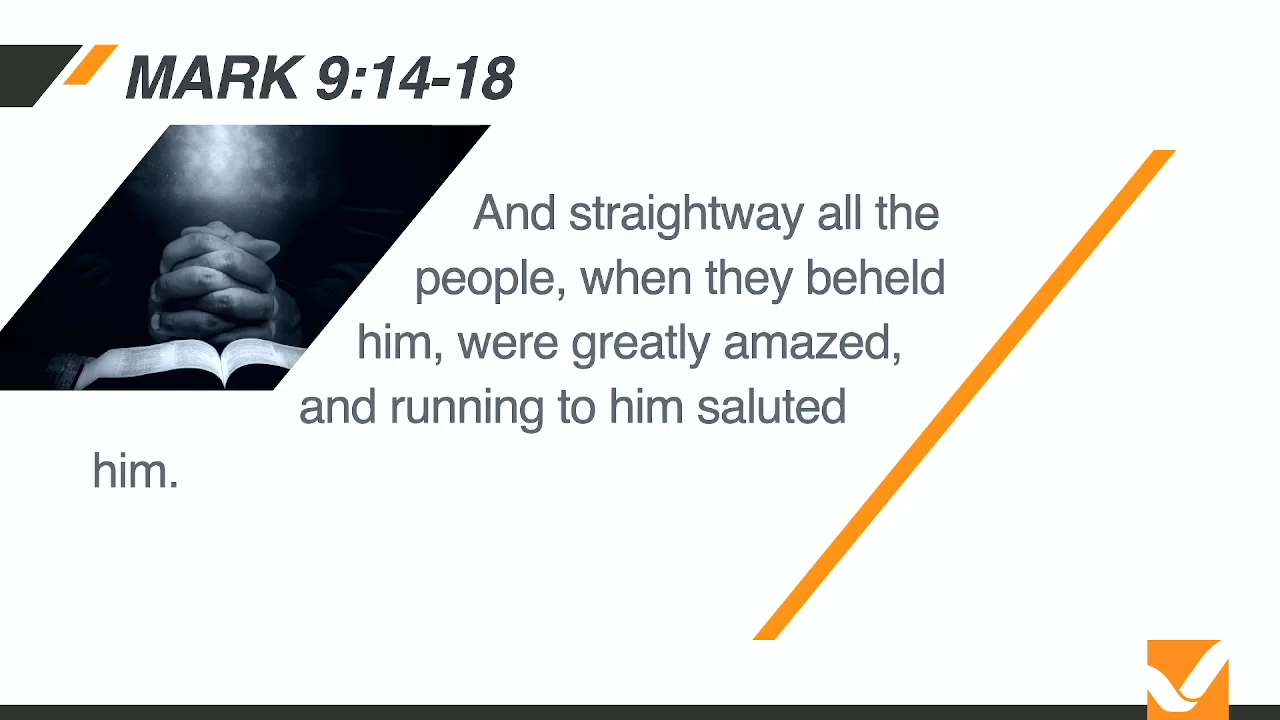 MARK 9:14-18
And straightway all the
people, when they beheld
him, were greatly amazed,
and running to him saluted
him.